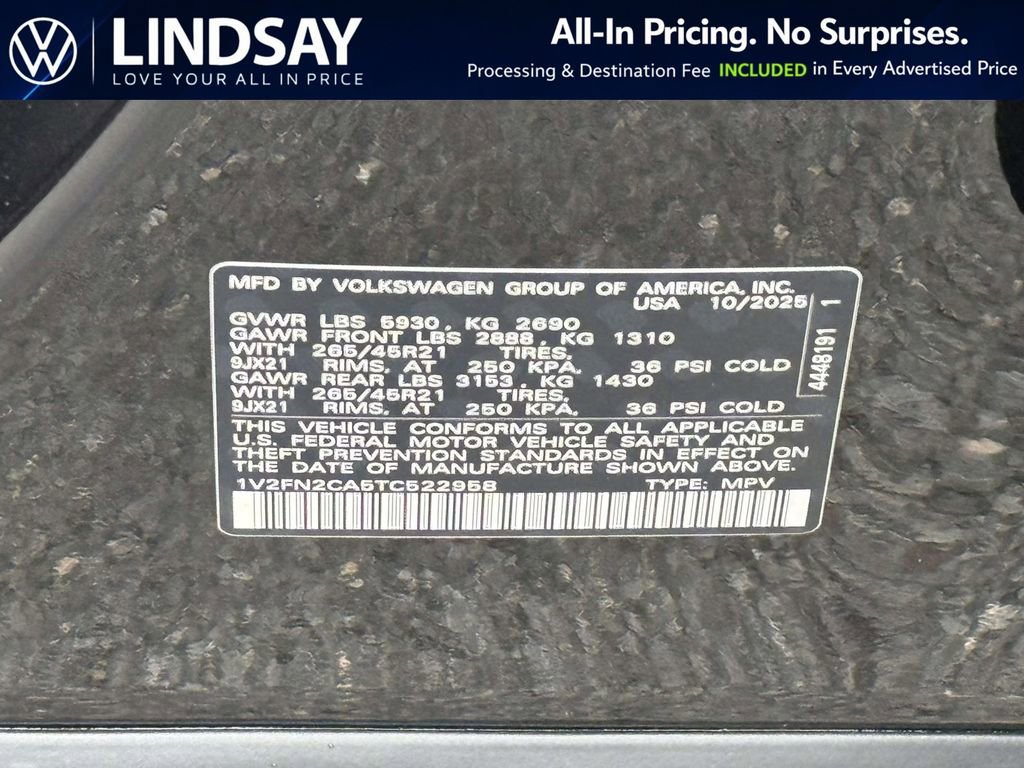 LINDSAY
LOVE YOUR ALL IN PRICE
All-In Pricing. No Surprises.
Processing & Destination Fee INCLUDED in Every Advertised Price
MFD BY VOLKSWAGEN GROUP OF AMERICA, INC.
USA 10/2025
GVWR LBS 5930, KG 2690
GAWR FRONT LBS 2888, KG 1310
WITH 265/45R21 TIRES,
9JX21 RIMS, AT 250 KPA, 36 PSI COLD
GAWR REAR LBS 3153, KG 1430
WITH 265/45R21 TIRES,
9JX21 RIMS, AT 250 KPA, 36 PSI COLD
4448191 1
THIS VEHICLE CONFORMS TO ALL APPLICABLE
U.S. FEDERAL MOTOR VEHICLE SAFETY AND
THEFT PREVENTION STANDARDS IN EFFECT ON
THE DATE OF MANUFACTURE SHOWN ABOVE.
1V2FN2CA5TC522958 TYPE: MPV